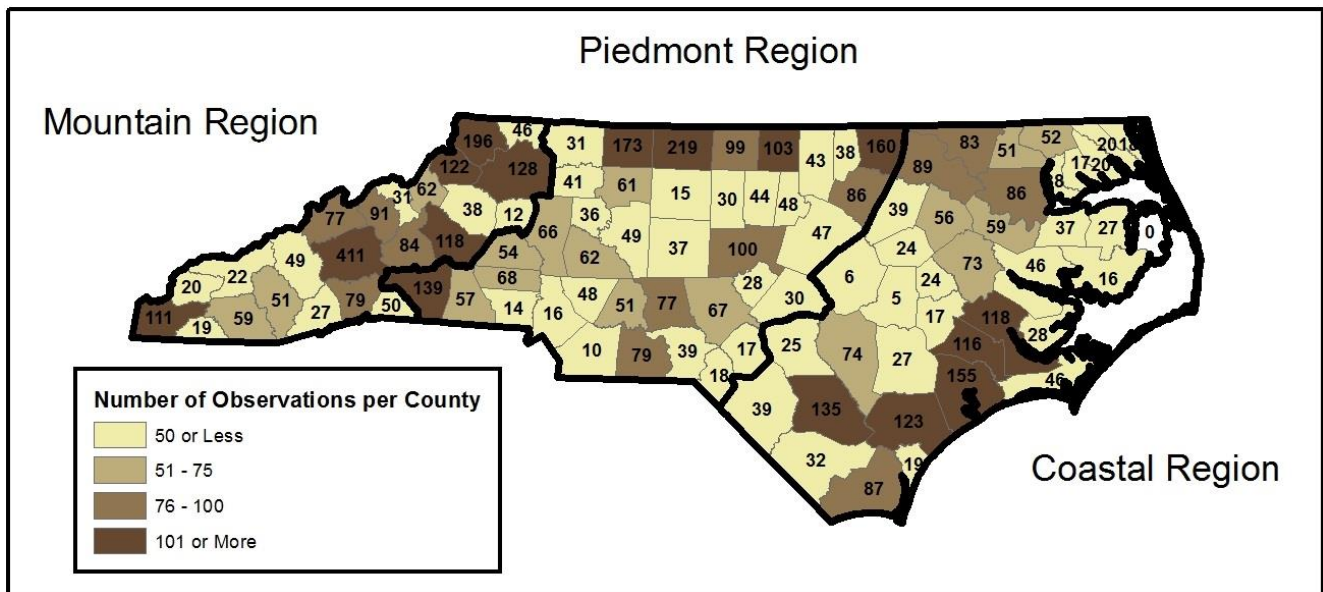 Piedmont Region
Mountain Region
196 46 31 173 219 99 103 43 38 160 83 51 52 20 18
122 128 89 17 20 8
31 62 41 61 15 30 44 48 86 86
77 91 38 12 36 66 49 37 100 47 39 56 59 37 27 0
411 84 118 54 62 24
49 68 73 46 16
20 22 139 57 14 48 51 77 67 28 30 6 24 5
111 19 59 51 27 79 50 16 17 118 28
10 79 39 18 17 25 74 27 116
39 135 123 155 46
32 87 19
Coastal Region
Number of Observations per County
50 or Less
51 - 75
76 - 100
101 or More